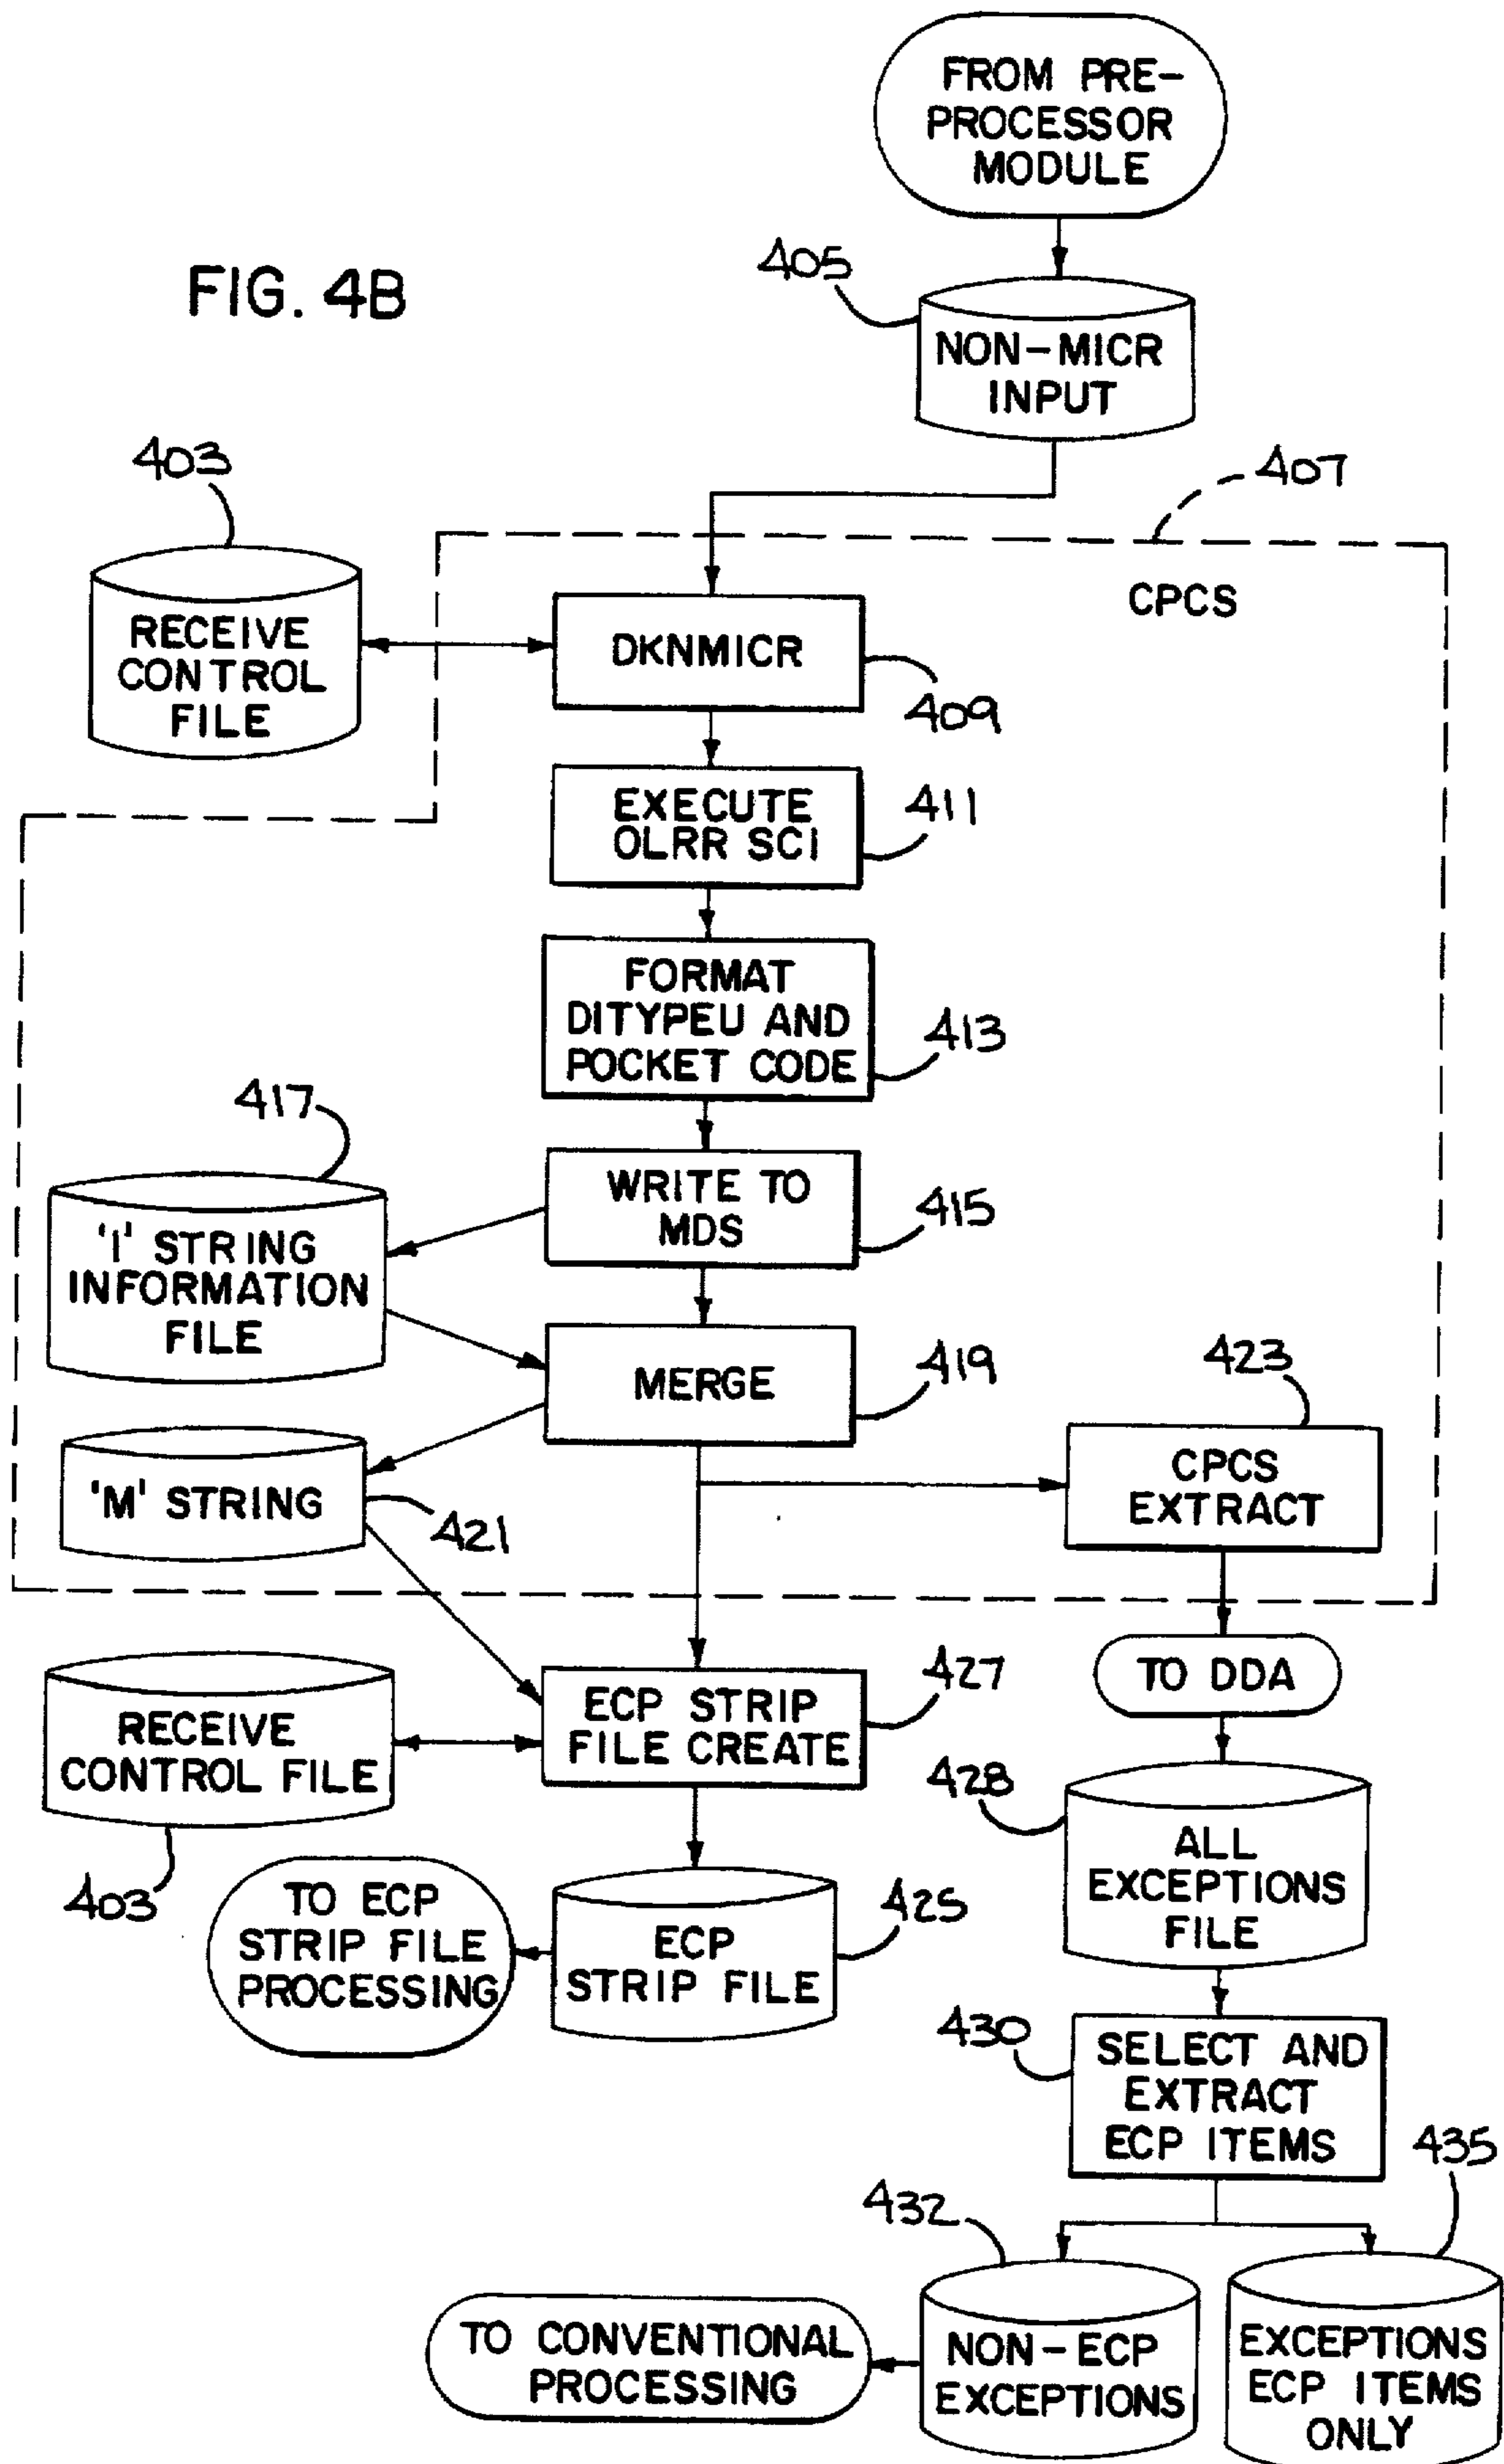 FROM PRE-
PROCESSOR
MODULE
FIG. 4B
405
NON-MICR
INPUT
403
407
RECEIVE
CONTROL
FILE
CPCS
DKNMICR
409
EXECUTE
OLRR SCI
411
FORMAT
DITYPEU AND
POCKET CODE
413
417
WRITE TO
MDS
415
'I' STRING
INFORMATION
FILE
MERGE
419
423
CPCS
EXTRACT
'M' STRING
421
RECEIVE
CONTROL FILE
403
ECP STRIP
FILE CREATE
427
TO DDA
428
ALL
EXCEPTIONS
FILE
TO ECP
STRIP FILE
PROCESSING
ECP
STRIP FILE
425
430
SELECT AND
EXTRACT
ECP ITEMS
435
432
TO CONVENTIONAL
PROCESSING
NON-ECP
EXCEPTIONS
EXCEPTIONS
ECP ITEMS
ONLY